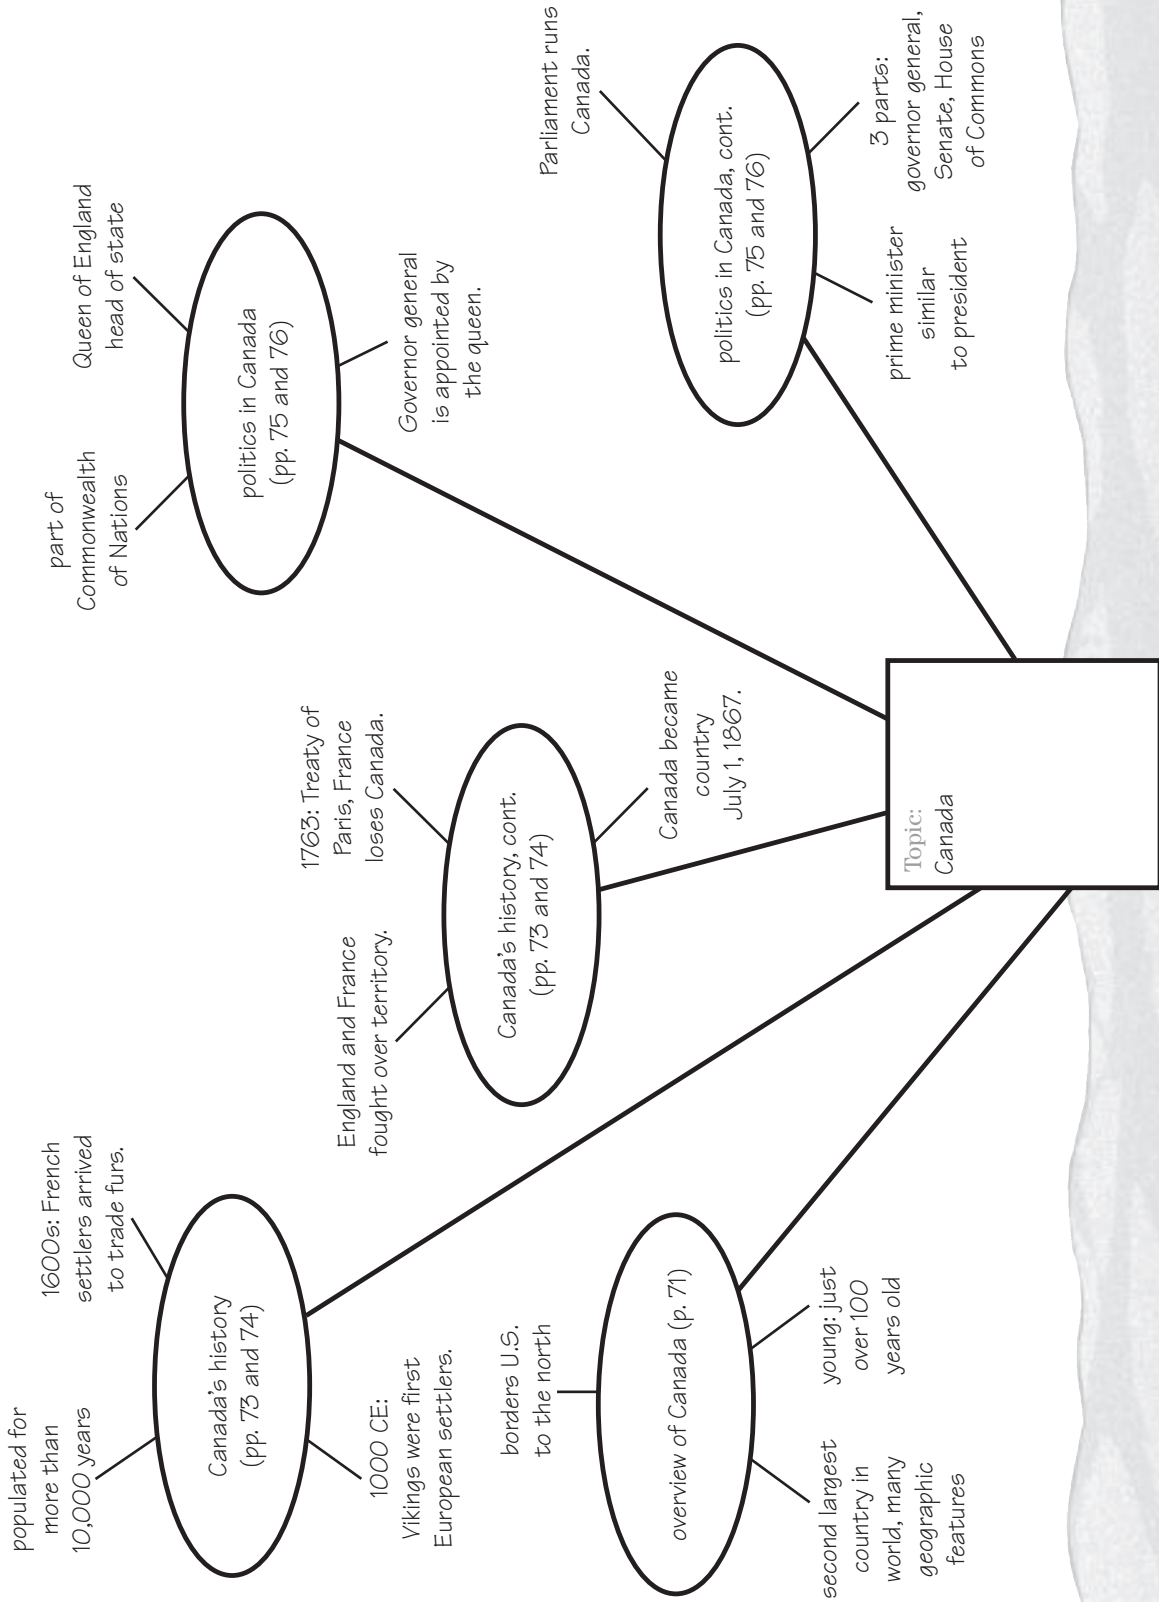 populated for
more than
10,000 years
1600s: French
settlers arrived
to trade furs.
Canada's history
(pp. 73 and 74)
1000 CE:
Vikings were first
European settlers.
borders U.S.
to the north
overview of Canada (p. 71)
second largest
country in
world, many
geographic
features
young: just
over 100
years old
England and France
fought over territory.
1763: Treaty of
Paris, France
loses Canada.
Canada's history, cont.
(pp. 73 and 74)
Canada became
country
July 1, 1867.
part of
Commonwealth
of Nations
Queen of England
head of state
politics in Canada
(pp. 75 and 76)
Governor general
is appointed by
the queen.
Parliament runs
Canada.
politics in Canada, cont.
(pp. 75 and 76)
prime minister
similar
to president
3 parts:
governor general,
Senate, House
of Commons
Topic:
Canada